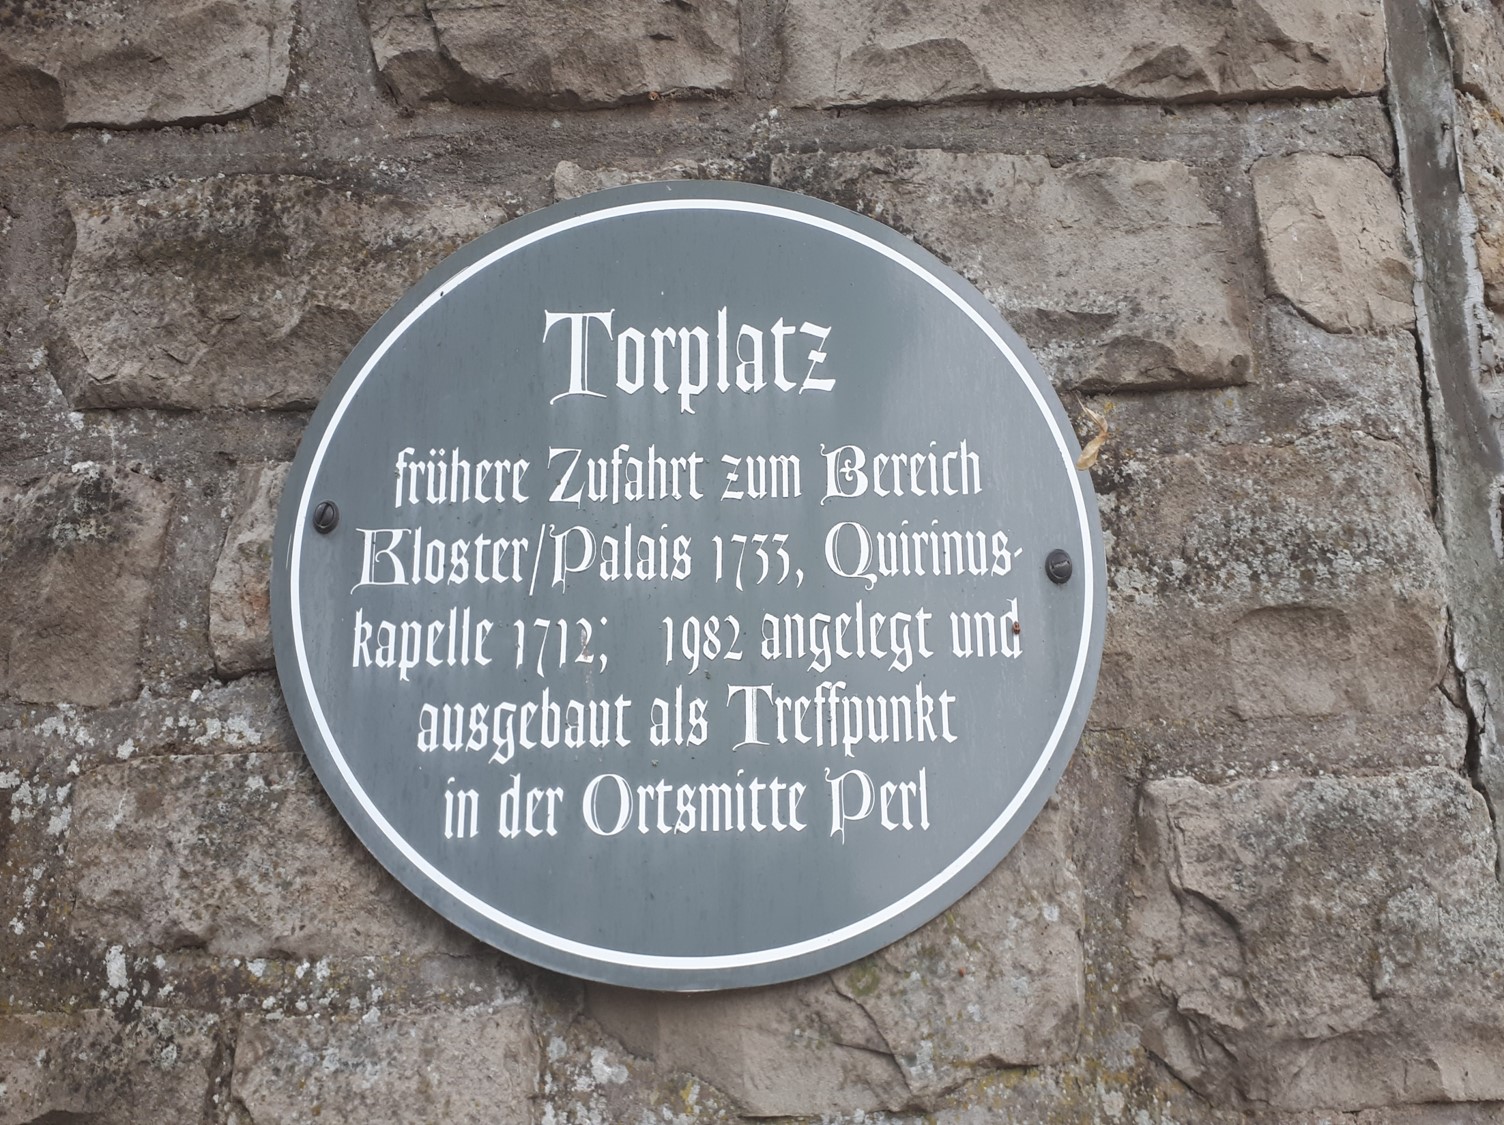 Torplatz
frühere Zufahrt zum Bereich
Kloster/Palais 1733, Quirinus-
kapelle 1712; 1982 angelegt und
ausgebaut als Treffpunkt
in der Ortsmitte Perl